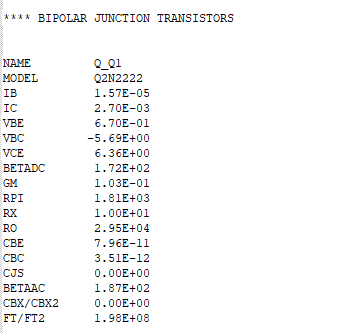 **** BIPOLAR JUNCTION TRANSISTORS
NAME Q_Q1
MODEL Q2N2222
IB 1.57E-05
IC 2.70E-03
VBE 6.70E-01
VBC -5.69E+00
VCE 6.36E+00
BETADC 1.72E+02
GM 1.03E-01
RPI 1.81E+03
RX 1.00E+01
RO 2.95E+04
CBE 7.96E-11
CBC 3.51E-12
CJS 0.00E+00
BETAAC 1.87E+02
CBX/CBX2 0.00E+00
FT/FT2 1.98E+08